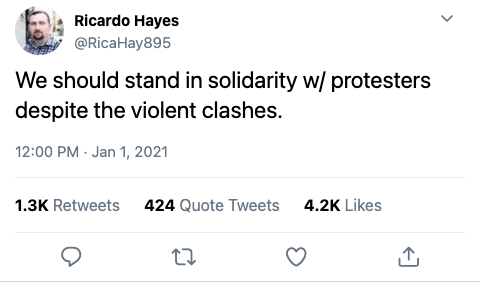 Ricardo Hayes
@RicaHay895
We should stand in solidarity w/ protesters
despite the violent clashes.
12:00 PM · Jan 1, 2021
1.3K Retweets 424 Quote Tweets 4.2K Likes